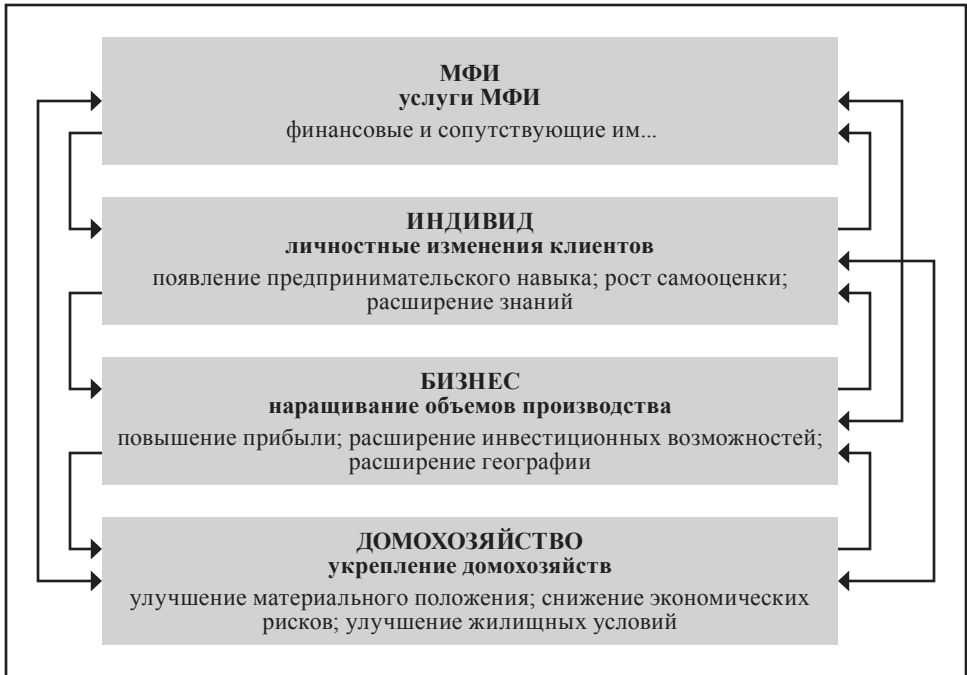 МФИ
услуги МФИ
финансовые и сопутствующие им...
ИНДИВИД
личностные изменения клиентов
появление предпринимательского навыка; рост самооценки;
расширение знаний
БИЗНЕС
наращивание объемов производства
повышение прибыли; расширение инвестиционных возможностей;
расширение географии
ДОМОХОЗЯЙСТВО
укрепление домохозяйств
улучшение материального положения; снижение экономических
рисков; улучшение жилищных условий